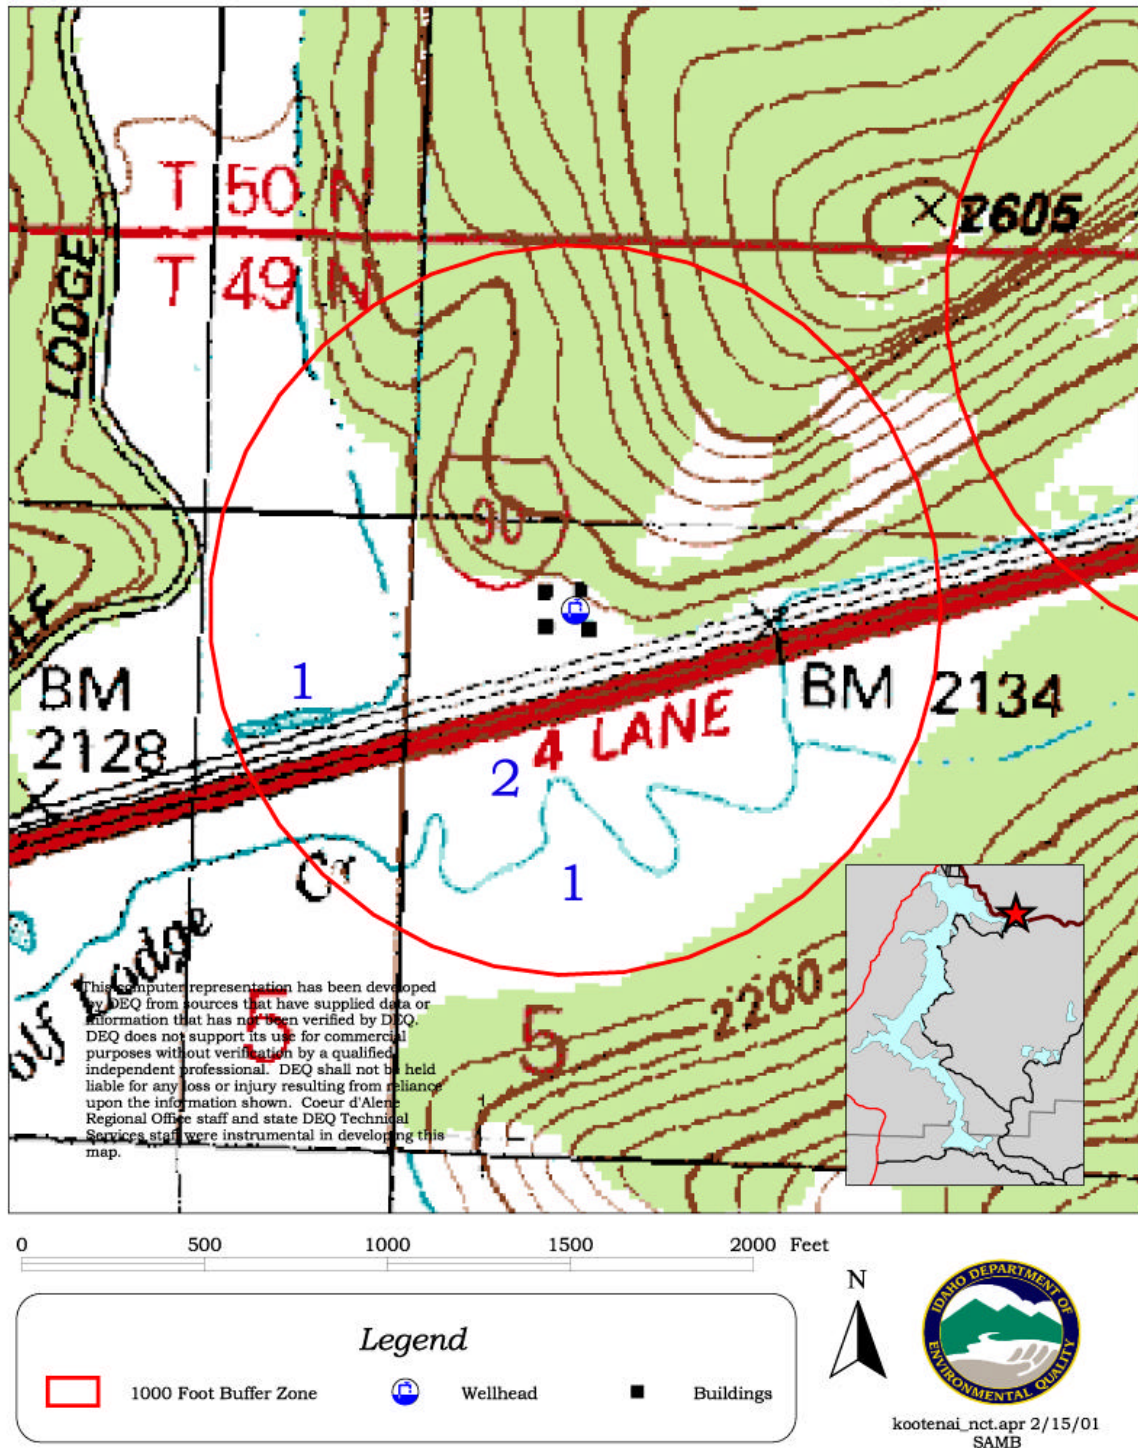 T 50 N
T 49 N
LODGE
2605
90
BM
2128
1
4 LANE
BM 2134
2
1
Cr
olf Lodge
5
5
2200
This computer representation has been developed
by DEQ from sources that have supplied data or
information that has not been verified by DEQ.
DEQ does not support its use for commercial
purposes without verification by a qualified
independent professional. DEQ shall not be held
liable for any loss or injury resulting from reliance
upon the information shown. Coeur d'Alene
Regional Office staff and state DEQ Technical
Services staff were instrumental in developing this
map.
0 500 1000 1500 2000 Feet
Legend
1000 Foot Buffer Zone Wellhead Buildings
N
IDAHO DEPARTMENT OF
ENVIRONMENTAL QUALITY
kootenai_nct.apr 2/15/01
SAMB